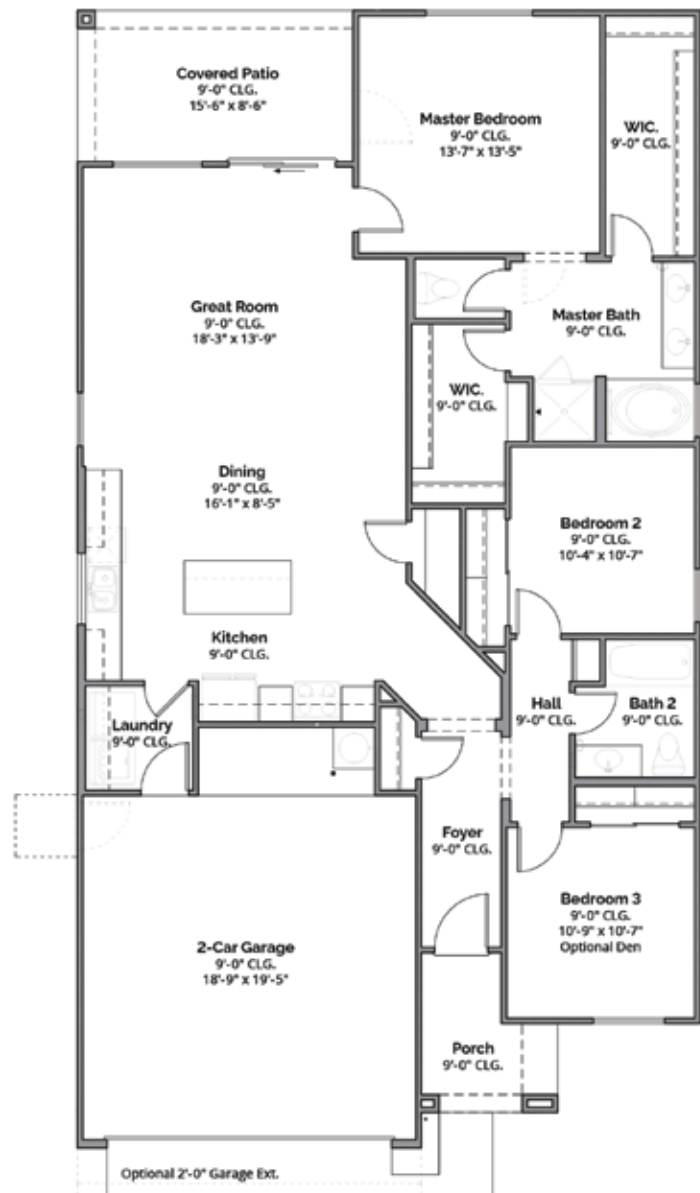 Covered Patio
9'-0" CLG.
15'-6" x 8'-6"
Master Bedroom
9'-0" CLG.
13'-7" x 13'-5"
WIC.
9'-0" CLG.
Great Room
9'-0" CLG.
18'-3" x 13'-9"
Master Bath
9'-0" CLG.
WIC.
9'-0" CLG.
Dining
9'-0" CLG.
16'-1" x 8'-5"
Bedroom 2
9'-0" CLG.
10'-4" x 10'-7"
Kitchen
9'-0" CLG.
Laundry
9'-0" CLG.
Hall
9'-0" CLG.
Bath 2
9'-0" CLG.
Foyer
9'-0" CLG.
Bedroom 3
9'-0" CLG.
10'-9" x 10'-7"
Optional Den
2-Car Garage
9'-0" CLG.
18'-9" x 19'-5"
Porch
9'-0" CLG.
Optional 2'-0" Garage Ext.